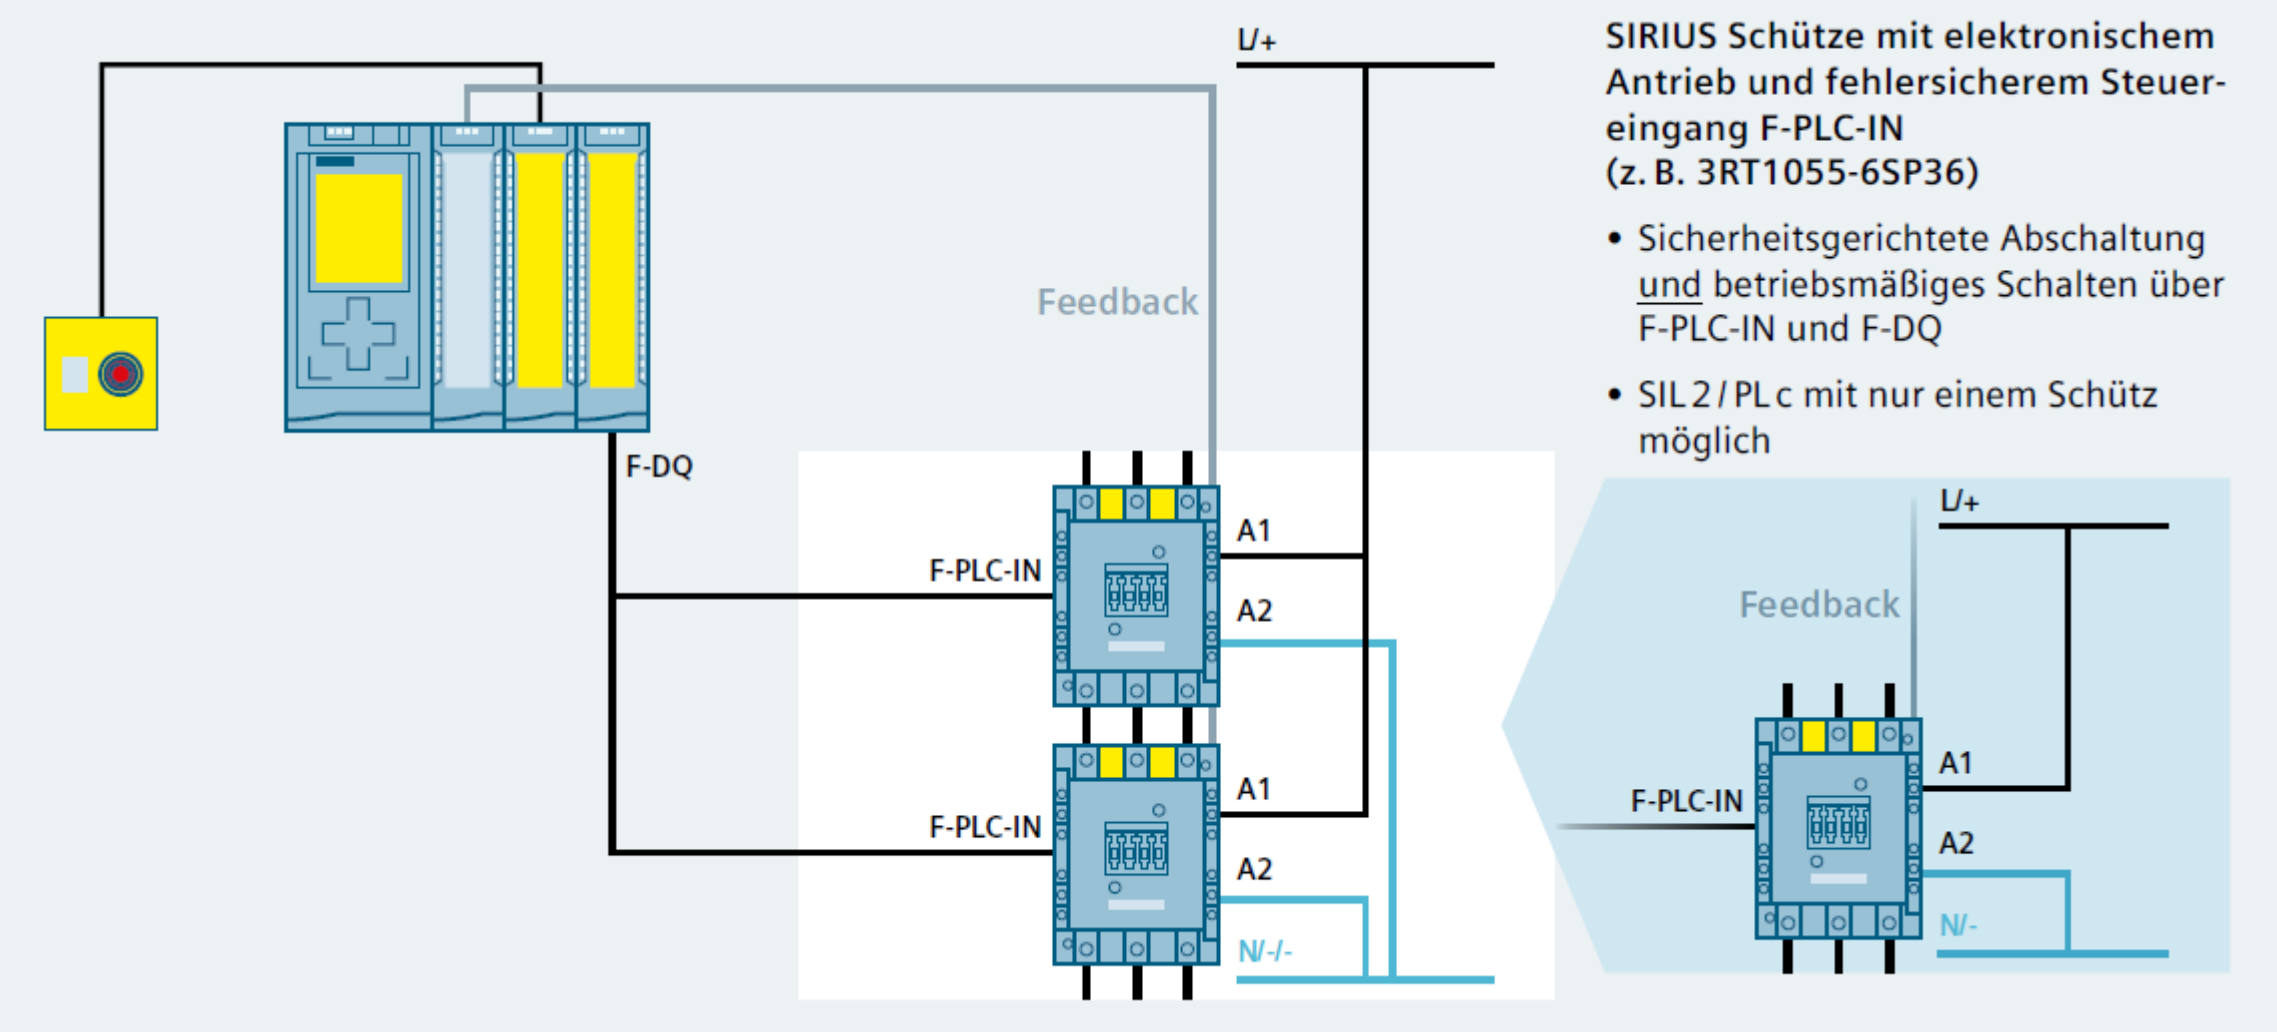 L/+
SIRIUS Schütze mit elektronischem
Antrieb und fehlersicherem Steuer-
eingang F-PLC-IN
(z. B. 3RT1055-6SP36)
• Sicherheitsgerichtete Abschaltung
und betriebsmäßiges Schalten über
F-PLC-IN und F-DQ
• SIL 2 / PL c mit nur einem Schütz
möglich
Feedback
F-DQ
A1
F-PLC-IN
A2
A1
F-PLC-IN
A2
N/-/-
L/+
Feedback
A1
F-PLC-IN
A2
N/-